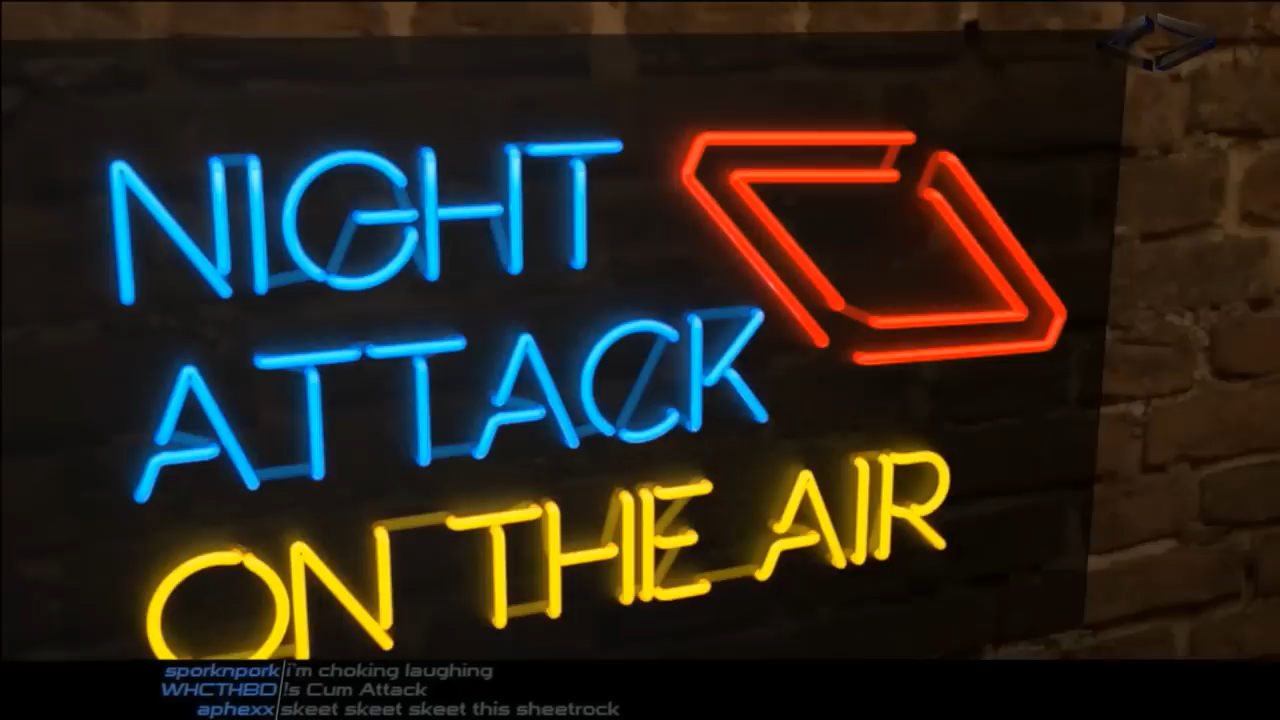 NIGHT
ATTACK
ON THE AIR
sporknpork i'm choking laughing
WHCTHBD !s Cum Attack
aphexx skeet skeet skeet this sheetrock